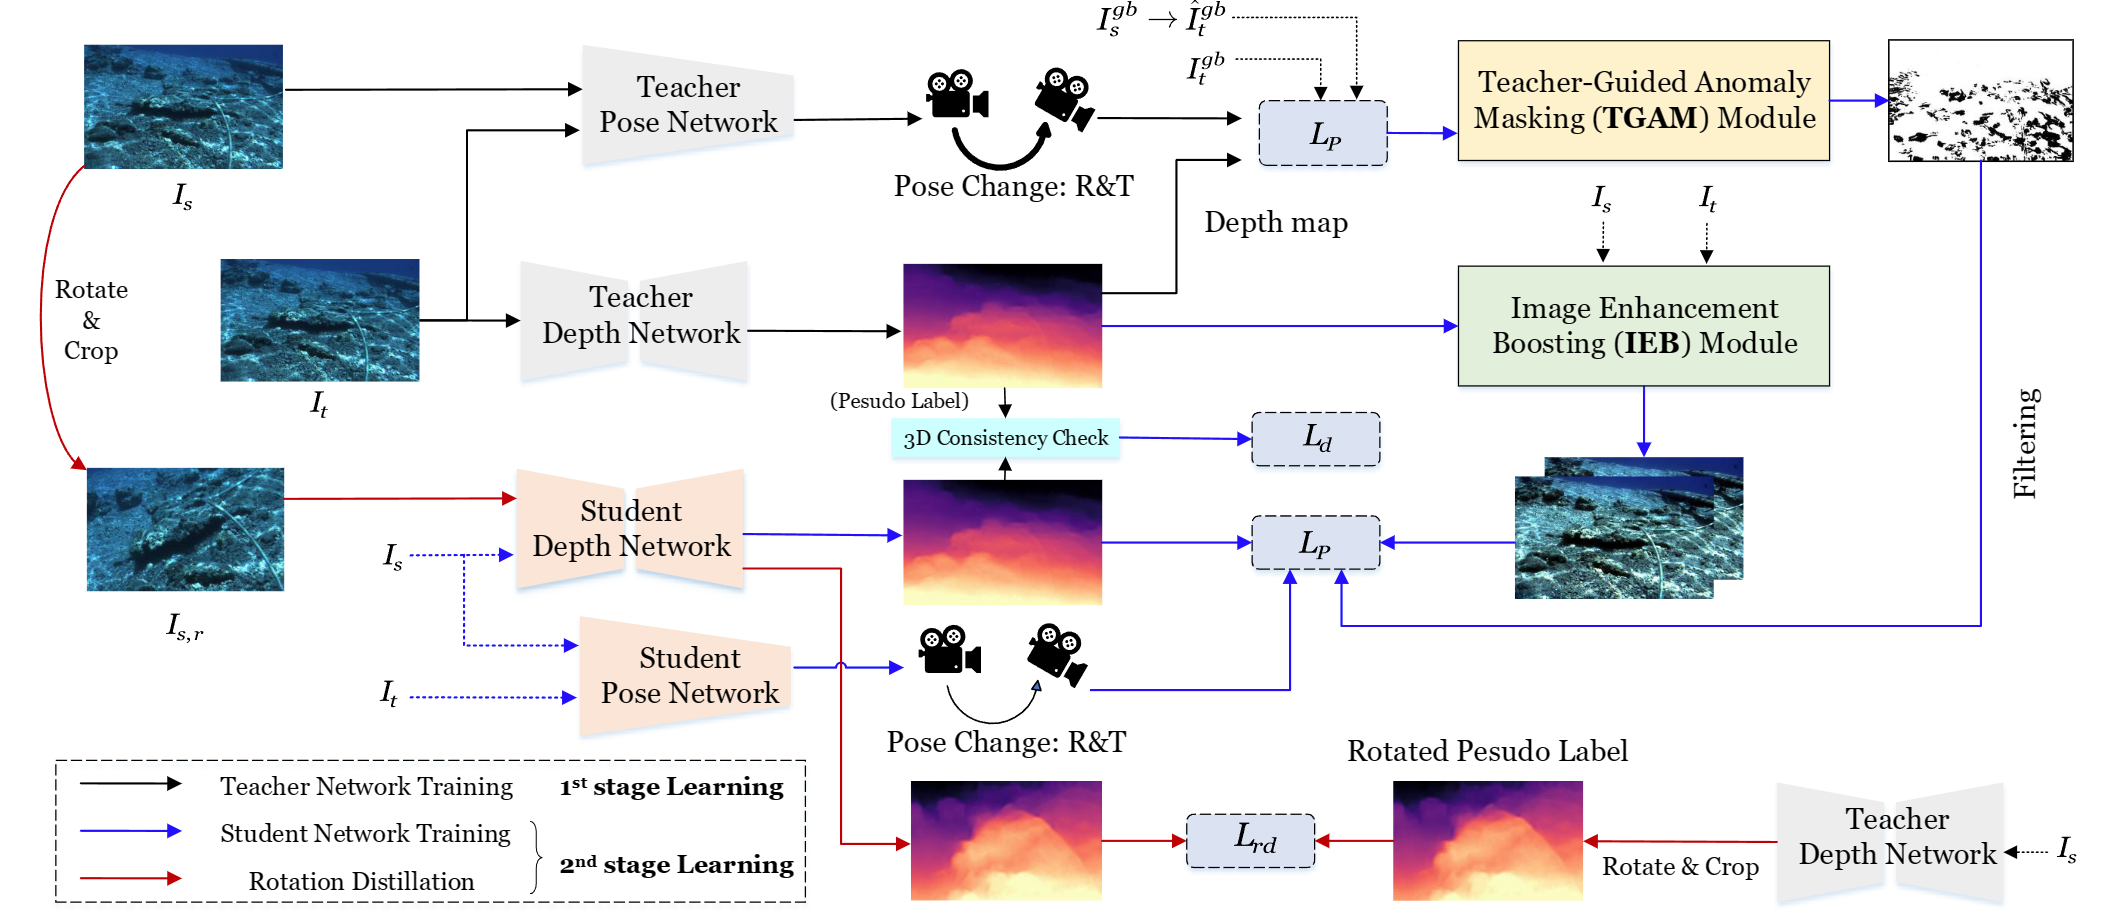 I_s^{gb} → Î_t^{gb}
I_t^{gb}
Teacher
Pose Network
L_P
Teacher-Guided Anomaly
Masking (TGAM) Module
Pose Change: R&T
I_s
I_s
I_t
Depth map
Rotate
&
Crop
Teacher
Depth Network
Image Enhancement
Boosting (IEB) Module
I_t
(Pesudo Label)
3D Consistency Check
L_d
Filtering
Student
Depth Network
I_s
L_P
I_{s,r}
Student
Pose Network
I_t
Pose Change: R&T
Rotated Pesudo Label
Teacher Network Training
1st stage Learning
Student Network Training
2nd stage Learning
Rotation Distillation
L_{rd}
Rotate & Crop
Teacher
Depth Network
I_s